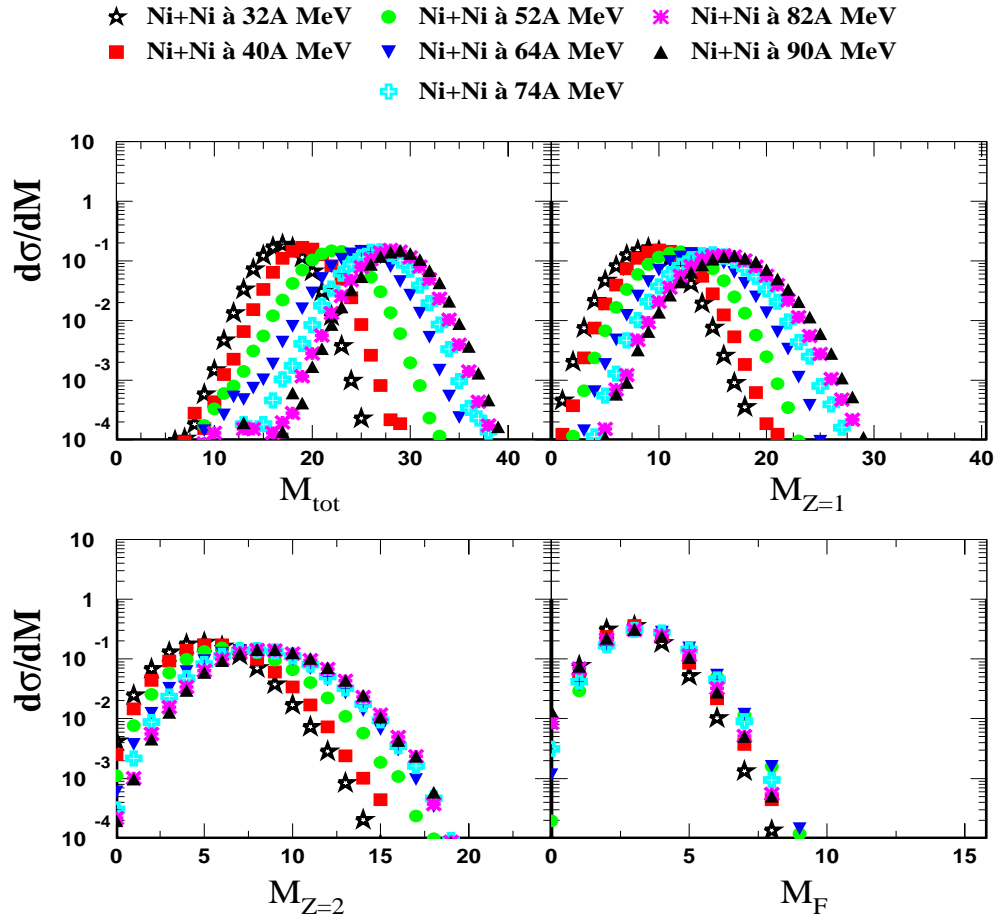 Ni+Ni à 32A MeV Ni+Ni à 52A MeV Ni+Ni à 82A MeV
Ni+Ni à 40A MeV Ni+Ni à 64A MeV Ni+Ni à 90A MeV
Ni+Ni à 74A MeV
dσ/dM
10
1
10 -1
10 -2
10 -3
10 -4
0 10 20 30 40
M_tot
0 10 20 30 40
M_Z=1
dσ/dM
10
1
10 -1
10 -2
10 -3
10 -4
0 5 10 15 20
M_Z=2
0 5 10 15
M_F